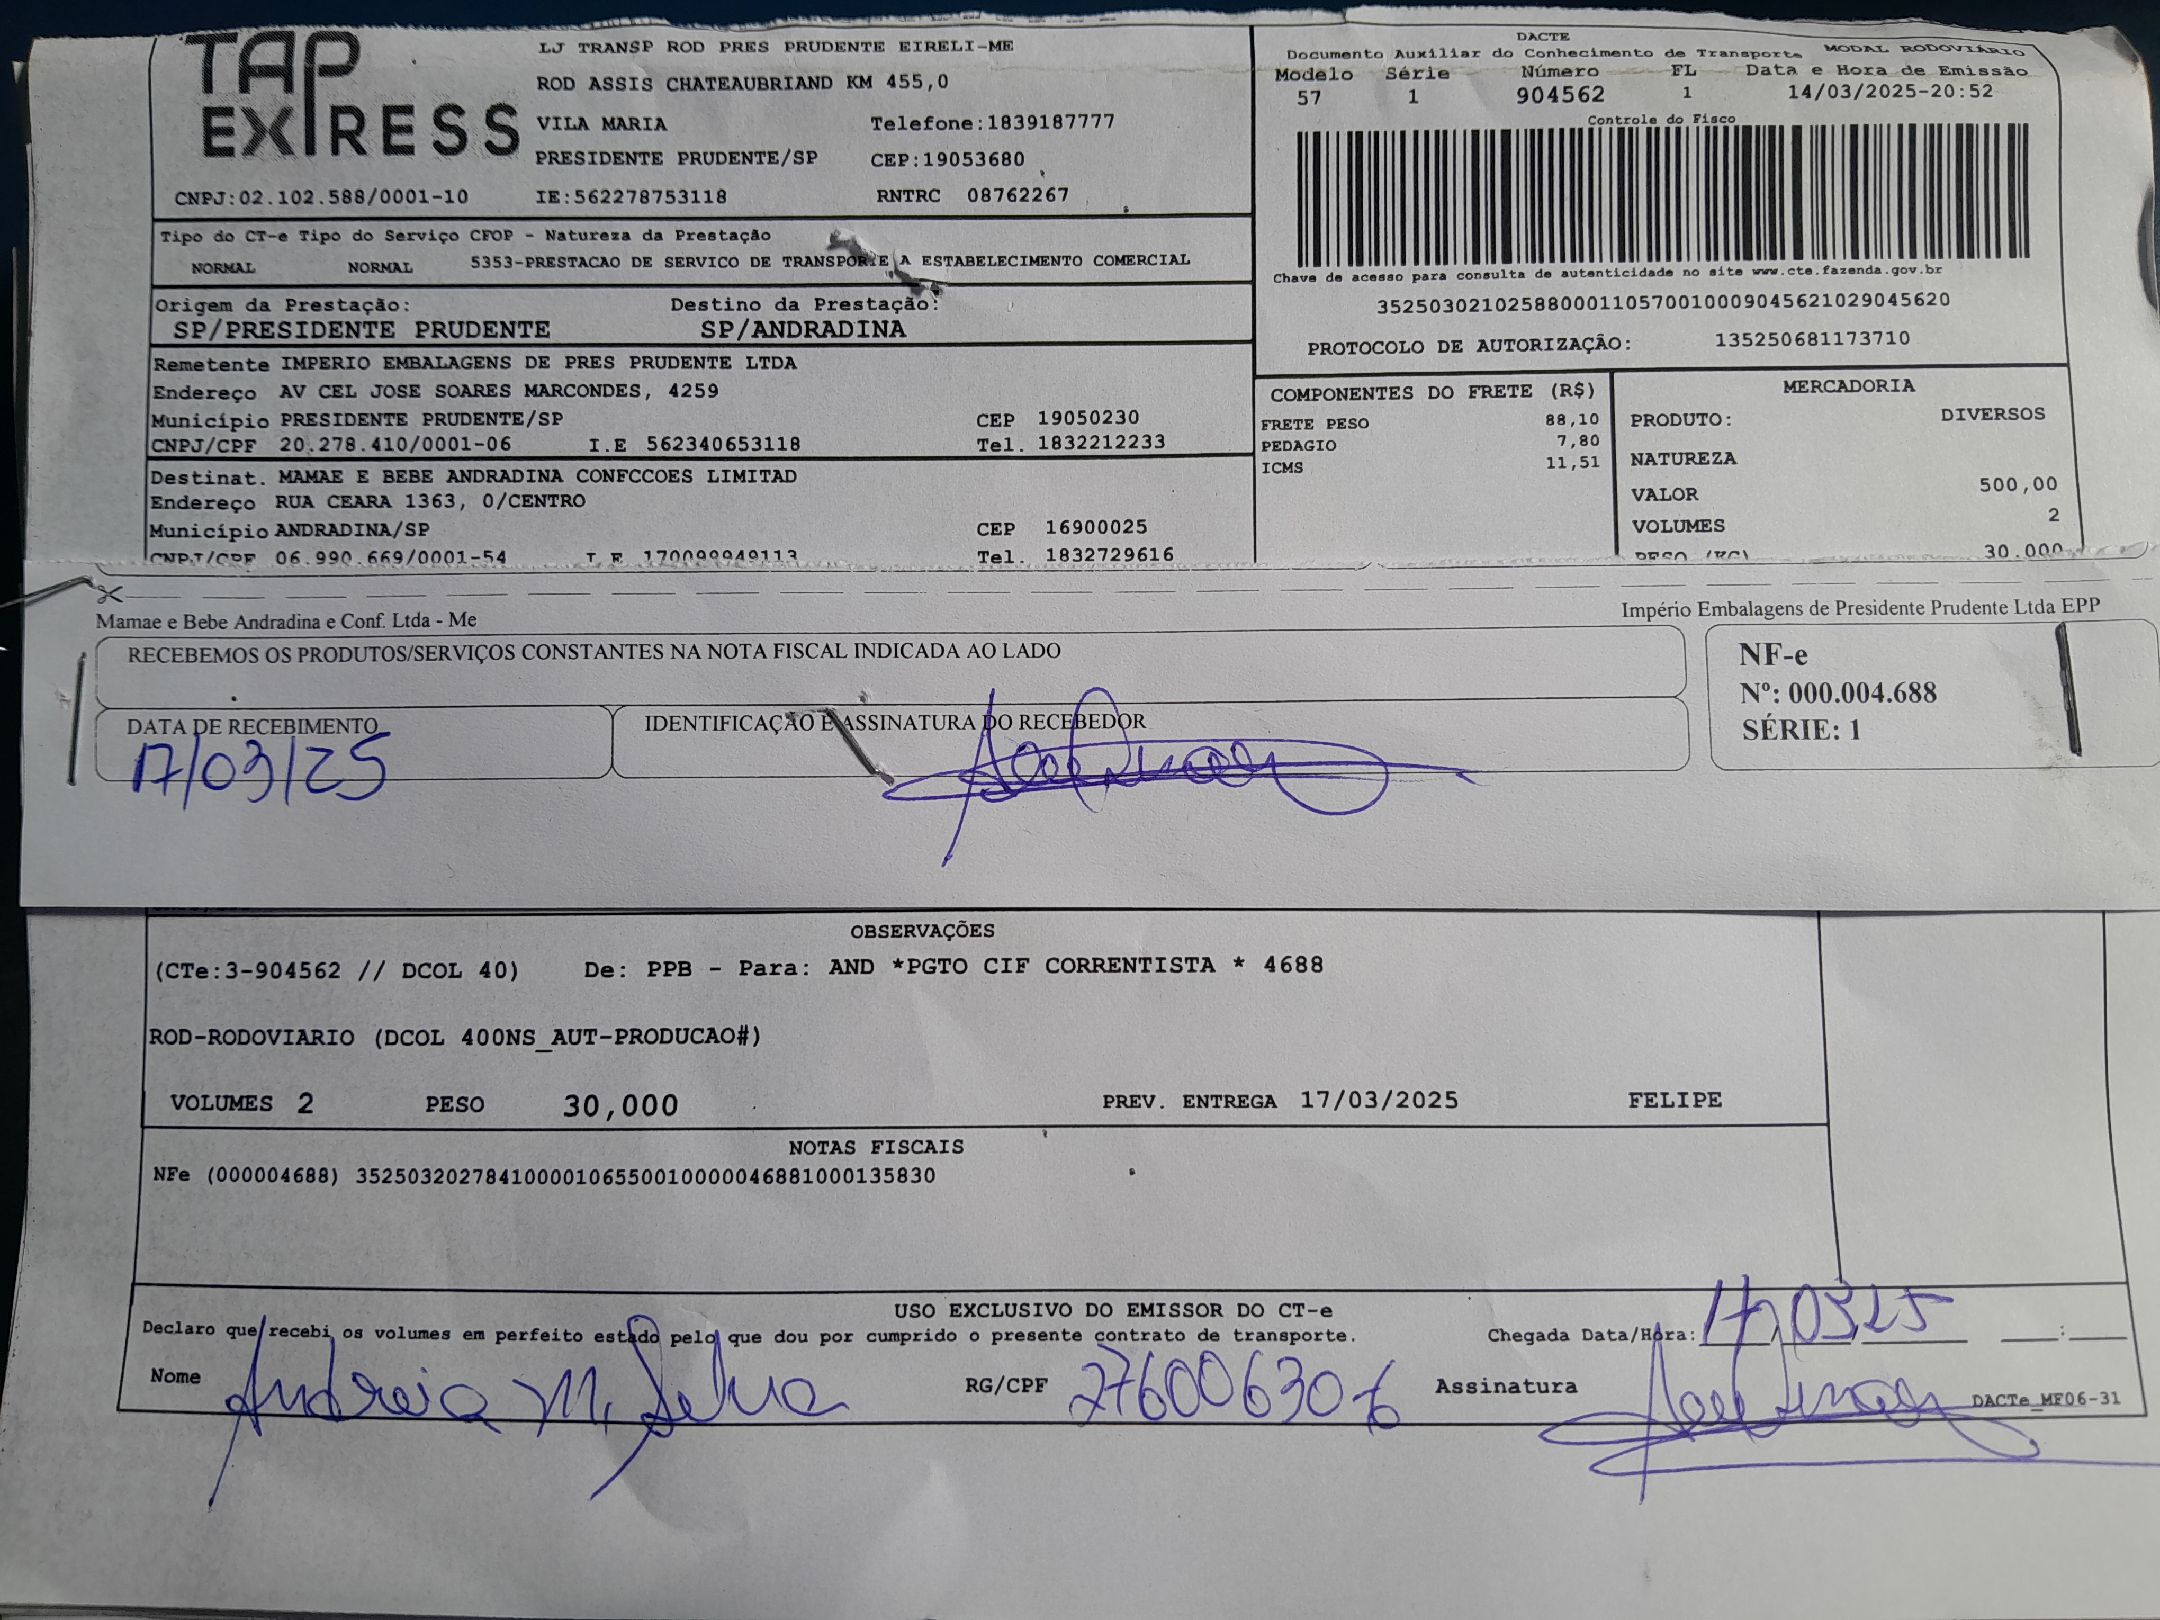 TAP EXPRESS
LJ TRANSP ROD PRES PRUDENTE EIRELI-ME
ROD ASSIS CHATEAUBRIAND KM 455,0
VILA MARIA Telefone:1839187777
PRESIDENTE PRUDENTE/SP CEP:19053680
CNPJ:02.102.588/0001-10 IE:562278753118 RNTRC 08762267
DACTE
Documento Auxiliar do Conhecimento de Transporte MODAL RODOVIÁRIO
Modelo Série Número FL Data e Hora de Emissão
57 1 904562 1 14/03/2025-20:52
Controle do Fisco
Chave de acesso para consulta de autenticidade no site www.cte.fazenda.gov.br
35250302102588000110570010009045621029045620
PROTOCOLO DE AUTORIZAÇÃO: 135250681173710
Tipo do CT-e Tipo do Serviço CFOP - Natureza da Prestação
NORMAL NORMAL 5353-PRESTACAO DE SERVICO DE TRANSPORTE A ESTABELECIMENTO COMERCIAL
Origem da Prestação: Destino da Prestação:
SP/PRESIDENTE PRUDENTE SP/ANDRADINA
Remetente IMPERIO EMBALAGENS DE PRES PRUDENTE LTDA
Endereço AV CEL JOSE SOARES MARCONDES, 4259
Município PRESIDENTE PRUDENTE/SP CEP 19050230
CNPJ/CPF 20.278.410/0001-06 I.E 562340653118 Tel. 1832212233
Destinat. MAMAE E BEBE ANDRADINA CONFCCOES LIMITAD
Endereço RUA CEARA 1363, 0/CENTRO
Município ANDRADINA/SP CEP 16900025
CNPJ/CPF 06.990.669/0001-54 I.E 170099949113 Tel. 1832729616
COMPONENTES DO FRETE (R$)
FRETE PESO 88,10
PEDAGIO 7,80
ICMS 11,51
MERCADORIA
PRODUTO: DIVERSOS
NATUREZA
VALOR 500,00
VOLUMES 2
PESO (KG) 30.000
Mamae e Bebe Andradina e Conf. Ltda - Me Império Embalagens de Presidente Prudente Ltda EPP
RECEBEMOS OS PRODUTOS/SERVIÇOS CONSTANTES NA NOTA FISCAL INDICADA AO LADO
DATA DE RECEBIMENTO IDENTIFICAÇÃO E ASSINATURA DO RECEBEDOR
17/03/25
NF-e
Nº: 000.004.688
SÉRIE: 1
OBSERVAÇÕES
(CTe:3-904562 // DCOL 40) De: PPB - Para: AND *PGTO CIF CORRENTISTA * 4688
ROD-RODOVIARIO (DCOL 400NS_AUT-PRODUCAO#)
VOLUMES 2 PESO 30,000 PREV. ENTREGA 17/03/2025 FELIPE
NOTAS FISCAIS
NFe (000004688) 35250320278410000106550010000046881000135830
USO EXCLUSIVO DO EMISSOR DO CT-e
Declaro que recebi os volumes em perfeito estado pelo que dou por cumprido o presente contrato de transporte. Chegada Data/Hora: 17/03/25 :
Nome Andreia M. Silva RG/CPF 2760063076 Assinatura
DACTe_MF06-31